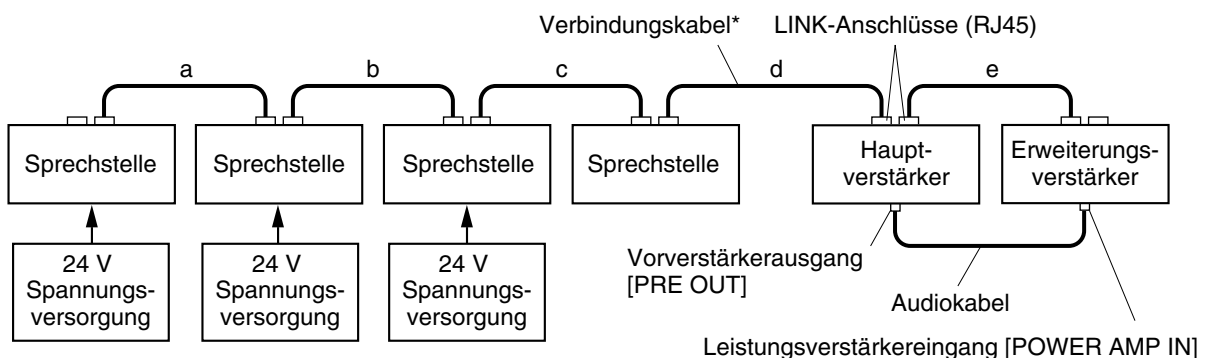 Verbindungskabel*
LINK-Anschlüsse (RJ45)
a
b
c
d
e
Sprechstelle
Sprechstelle
Sprechstelle
Sprechstelle
Haupt-
verstärker
Erweiterungs-
verstärker
24 V
Spannungs-
versorgung
24 V
Spannungs-
versorgung
24 V
Spannungs-
versorgung
Vorverstärkerausgang
[PRE OUT]
Audiokabel
Leistungsverstärkereingang [POWER AMP IN]